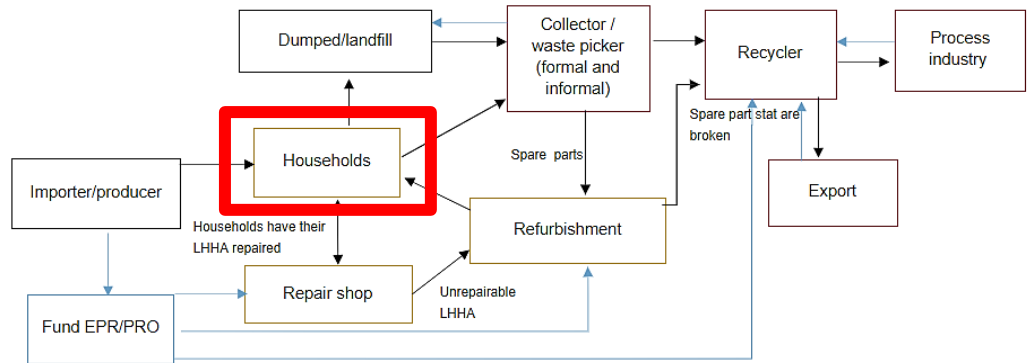 Dumped/landfill
Collector /
waste picker
(formal and
informal)
Recycler
Process
industry
Households
Spare parts
Spare part stat are
broken
Importer/producer
Export
Households have their
LHHA repaired
Refurbishment
Repair shop
Unrepairable
LHHA
Fund EPR/PRO